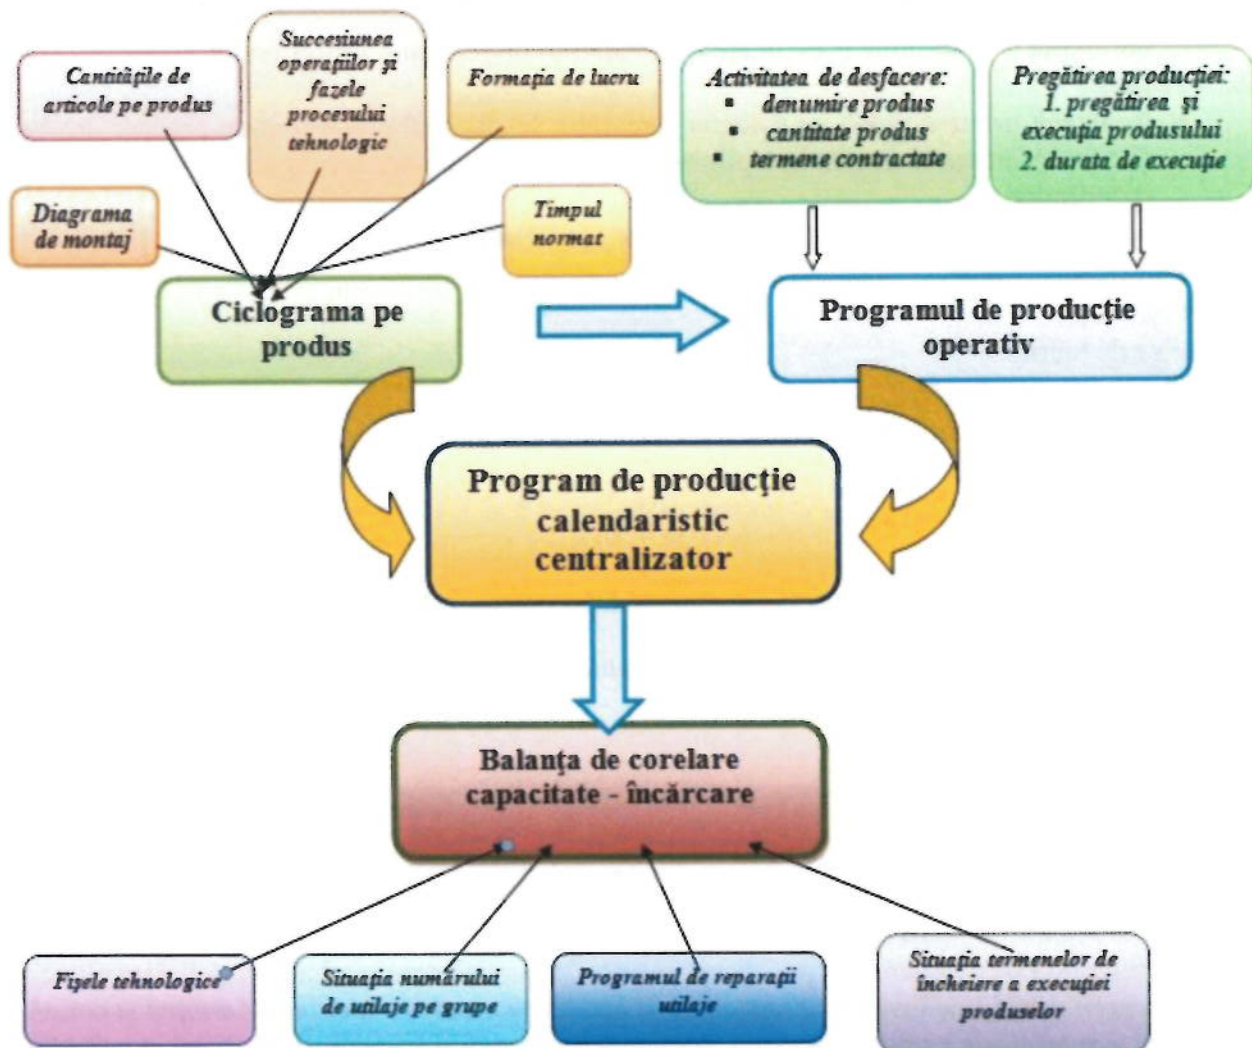 Cantitățile de
articole pe produs
Succesiunea
operațiilor și
fazele
procesului
tehnologic
Formația de lucru
Activitatea de desfacere:
▪ denumire produs
▪ cantitate produs
▪ termene contractate
Pregătirea producției:
1. pregătirea și
execuția produsului
2. durata de execuție
Diagrama
de montaj
Timpul
normat
Ciclograma pe
produs
Programul de producție
operativ
Program de producție
calendaristic
centralizator
Balanța de corelare
capacitate - încărcare
Fișele tehnologice
Situația numărului
de utilaje pe grupe
Programul de reparații
utilaje
Situația termenelor de
încheiere a execuției
produselor